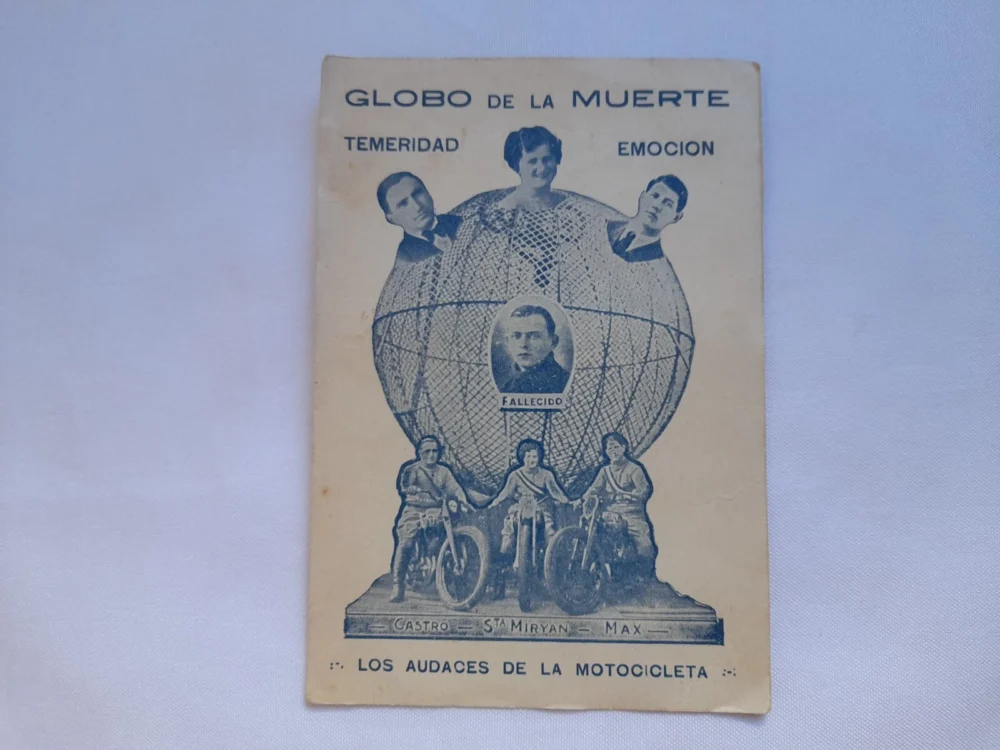 GLOBO DE LA MUERTE
TEMERIDAD
EMOCION
FALLECIDO
— CASTRO — STA MIRYAN — MAX —
:-. LOS AUDACES DE LA MOTOCICLETA :-: